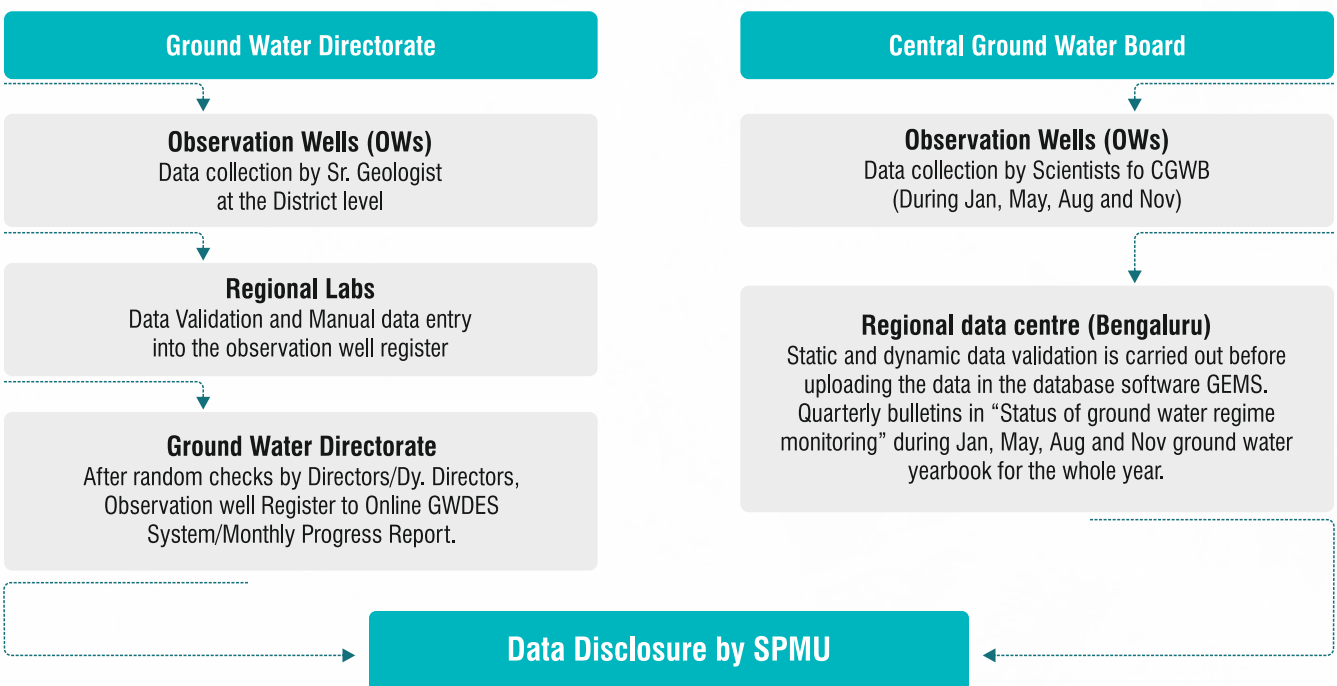 Ground Water Directorate
Observation Wells (OWs)
Data collection by Sr. Geologist
at the District level
Regional Labs
Data Validation and Manual data entry
into the observation well register
Ground Water Directorate
After random checks by Directors/Dy. Directors,
Observation well Register to Online GWDES
System/Monthly Progress Report.
Central Ground Water Board
Observation Wells (OWs)
Data collection by Scientists fo CGWB
(During Jan, May, Aug and Nov)
Regional data centre (Bengaluru)
Static and dynamic data validation is carried out before
uploading the data in the database software GEMS.
Quarterly bulletins in “Status of ground water regime
monitoring” during Jan, May, Aug and Nov ground water
yearbook for the whole year.
Data Disclosure by SPMU